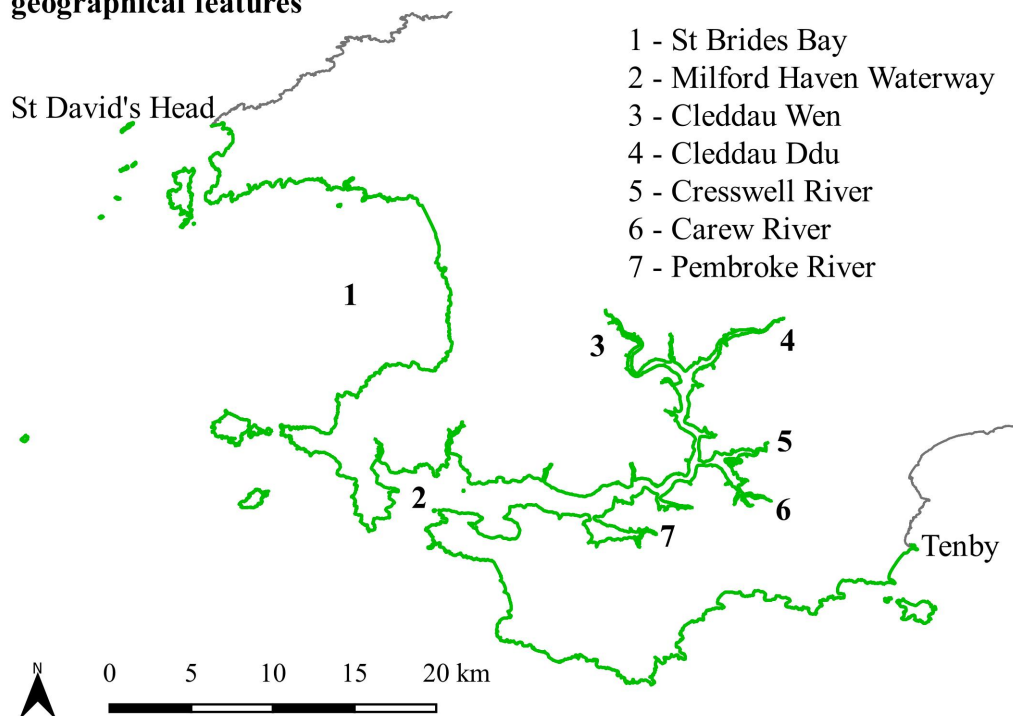 geographical features
St David's Head
1 - St Brides Bay
2 - Milford Haven Waterway
3 - Cleddau Wen
4 - Cleddau Ddu
5 - Cresswell River
6 - Carew River
7 - Pembroke River
1
3
4
5
2
6
7
Tenby
N
0 5 10 15 20 km